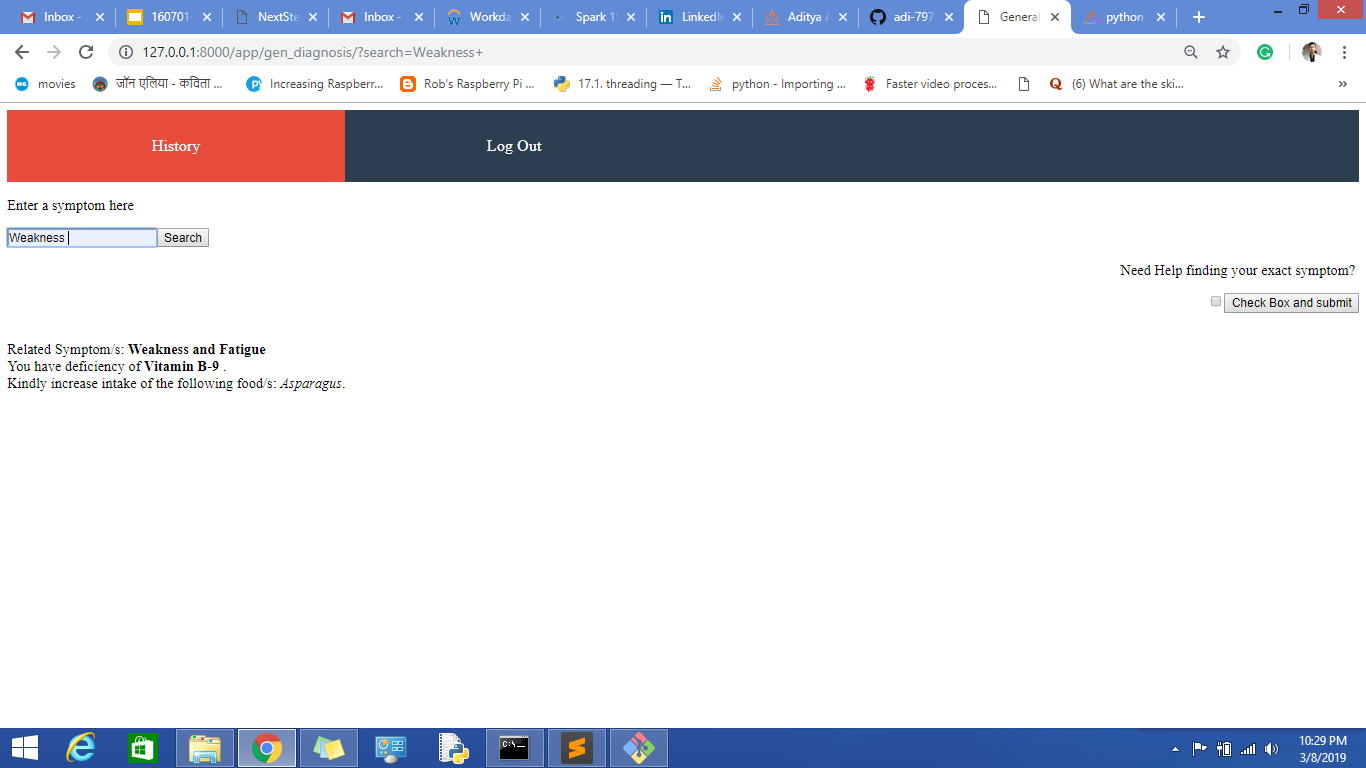 Inbox -
160701
NextSte
Inbox -
Workda
Spark 1
LinkedI
Aditya A
adi-797
General
python
127.0.0.1:8000/app/gen_diagnosis/?search=Weakness+
movies
जॉन एलिया - कविता ...
Increasing Raspberr...
Rob's Raspberry Pi ...
17.1. threading — T...
python - Importing ...
Faster video proces...
(6) What are the ski...
»
History
Log Out
Enter a symptom here
Weakness
Search
Need Help finding your exact symptom?
Check Box and submit
Related Symptom/s: Weakness and Fatigue
You have deficiency of Vitamin B-9 .
Kindly increase intake of the following food/s: Asparagus.
10:29 PM
3/8/2019